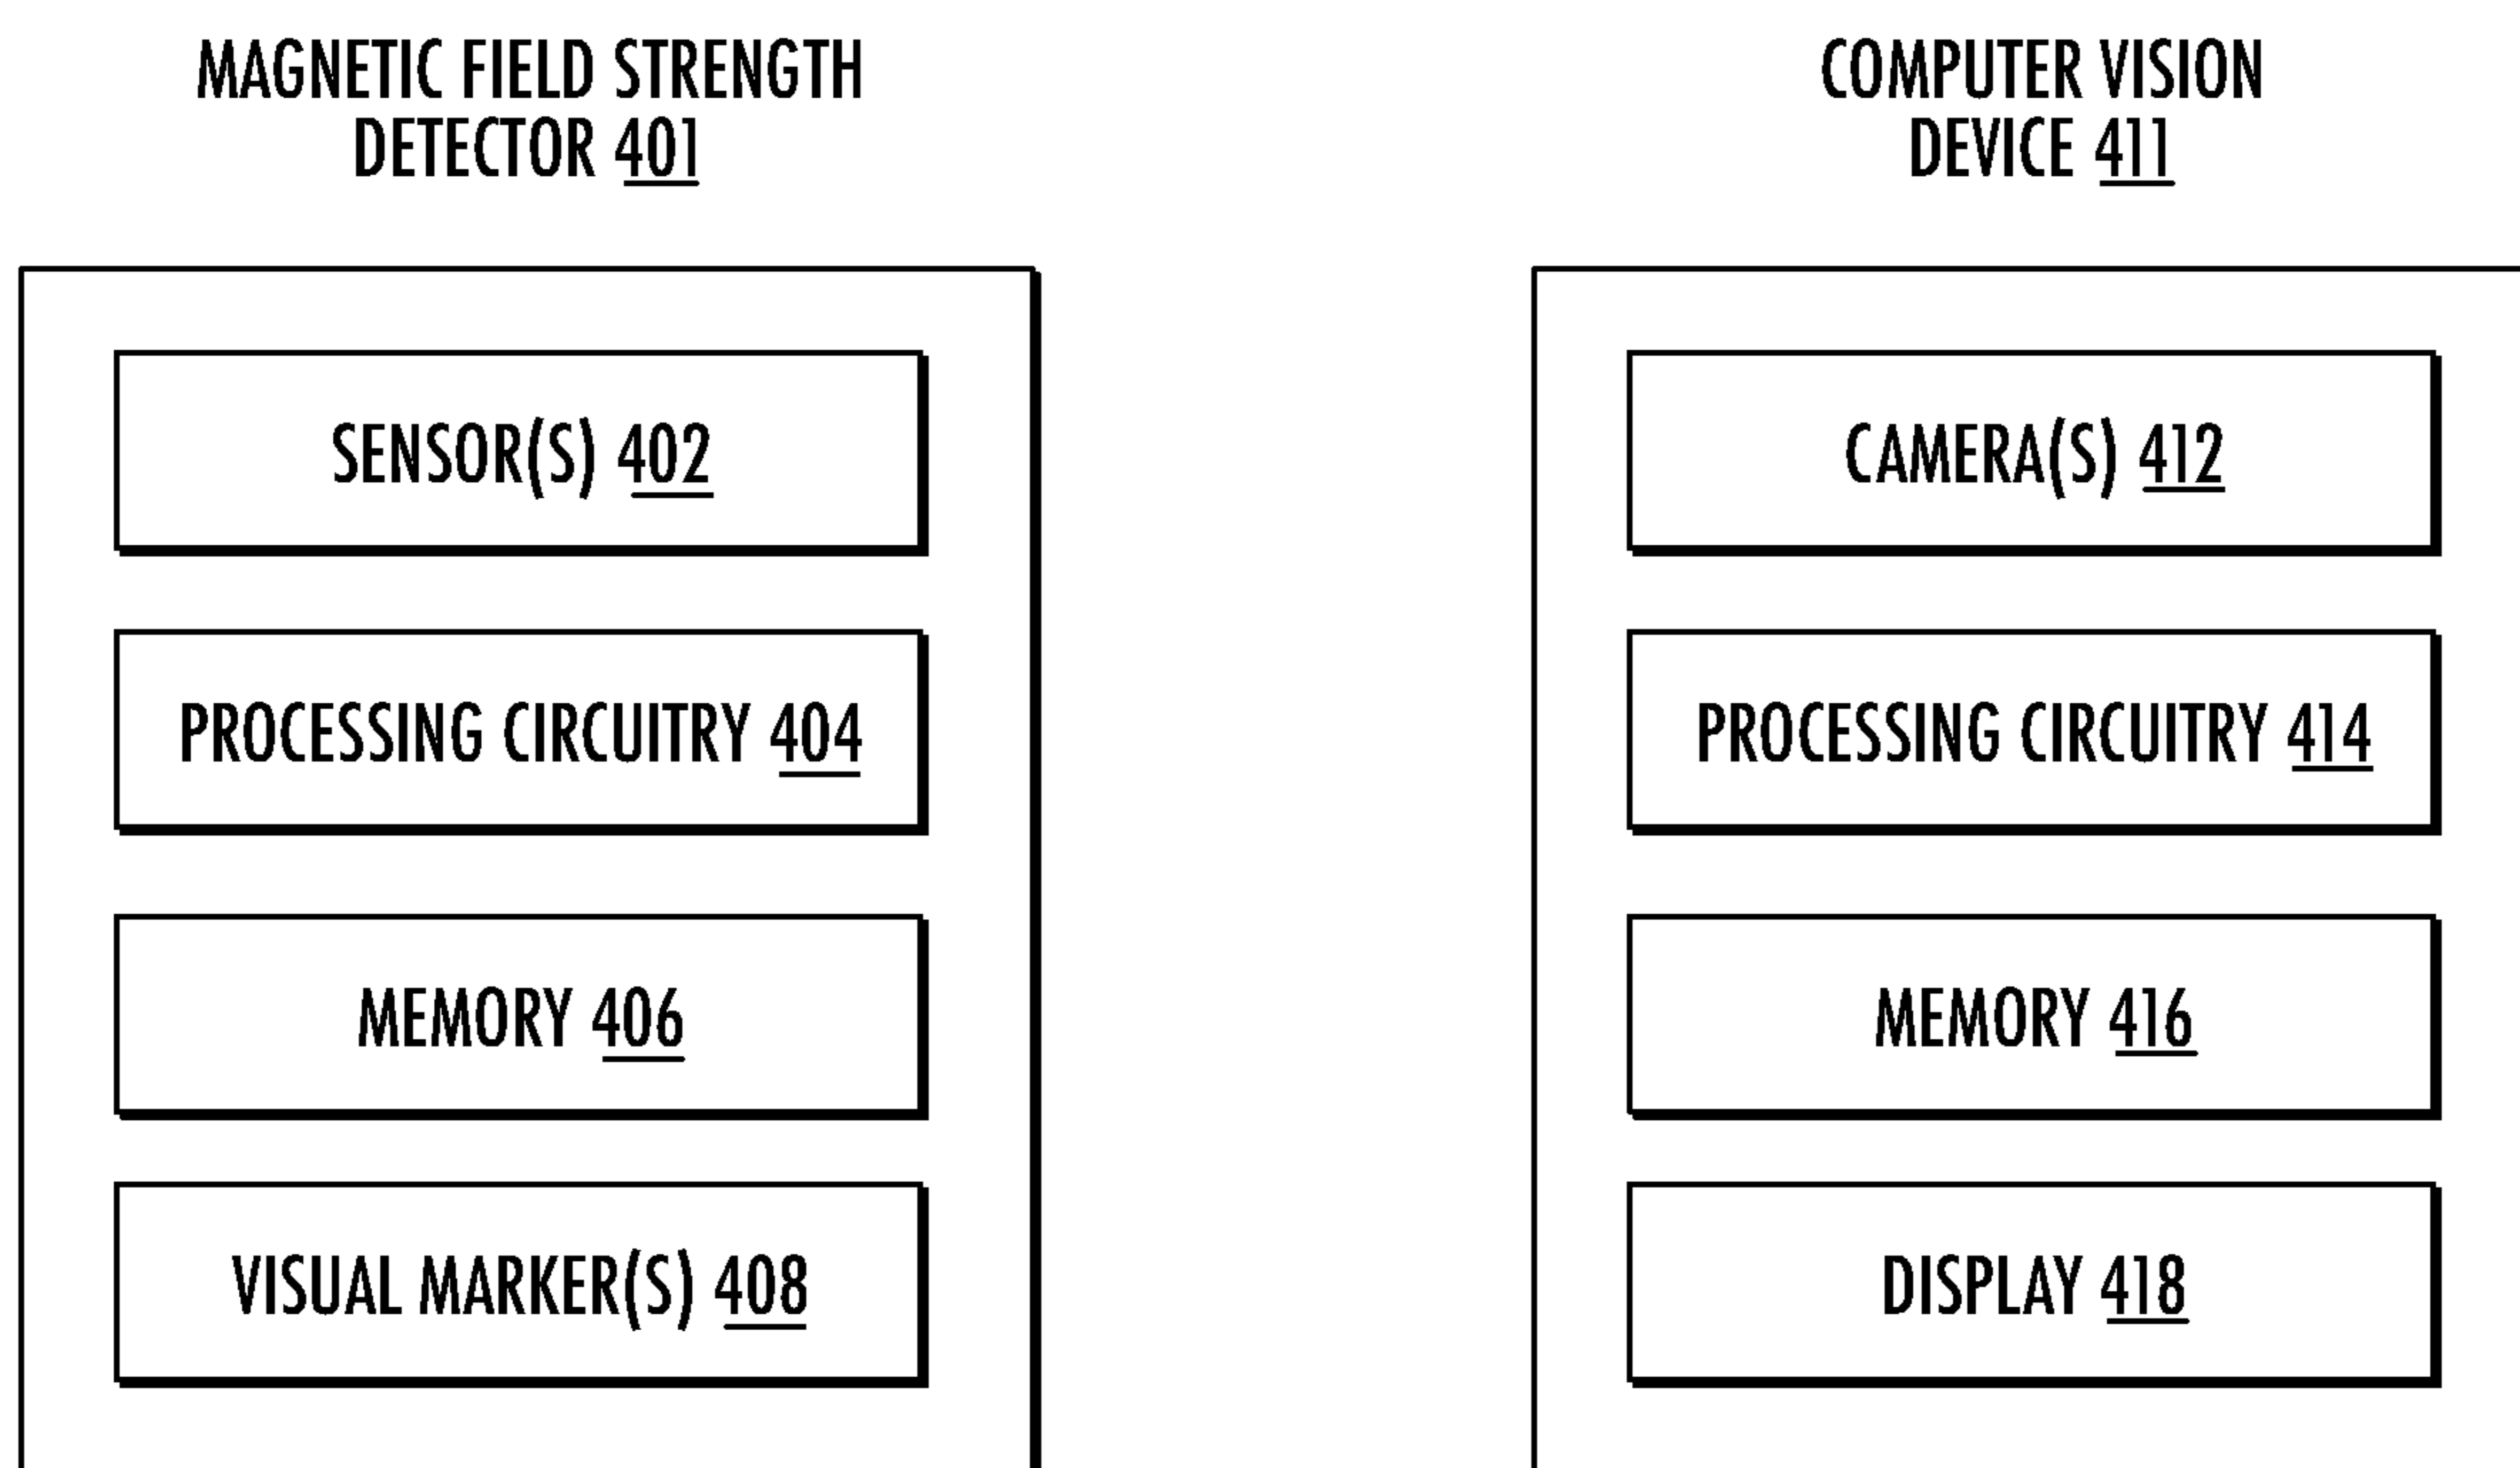 MAGNETIC FIELD STRENGTH
DETECTOR 401
SENSOR(S) 402
PROCESSING CIRCUITRY 404
MEMORY 406
VISUAL MARKER(S) 408
COMPUTER VISION
DEVICE 411
CAMERA(S) 412
PROCESSING CIRCUITRY 414
MEMORY 416
DISPLAY 418